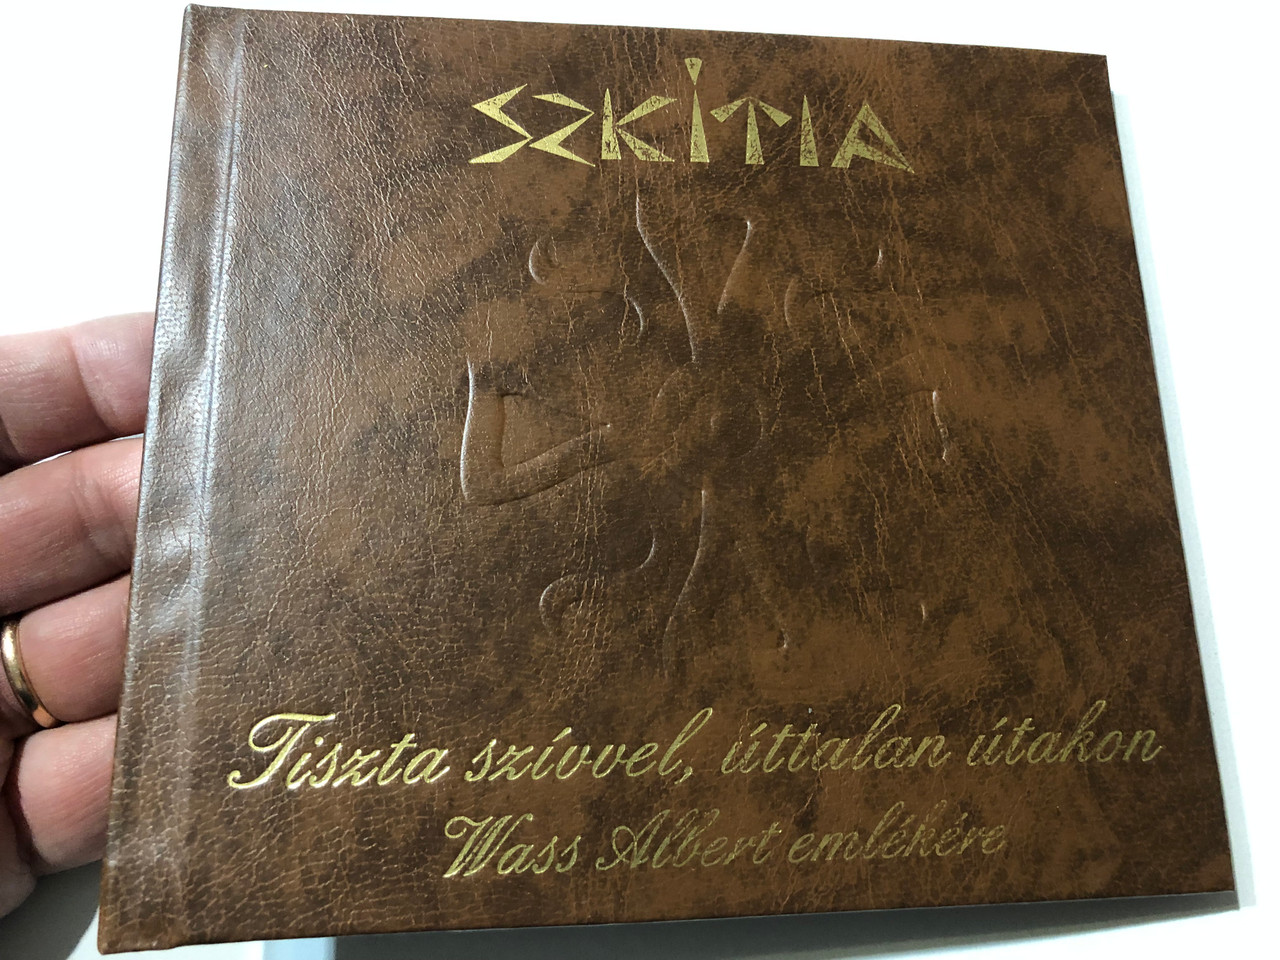 SZKÍTIA
Tiszta szívvel, úttalan útakon
Wass Albert emlékére